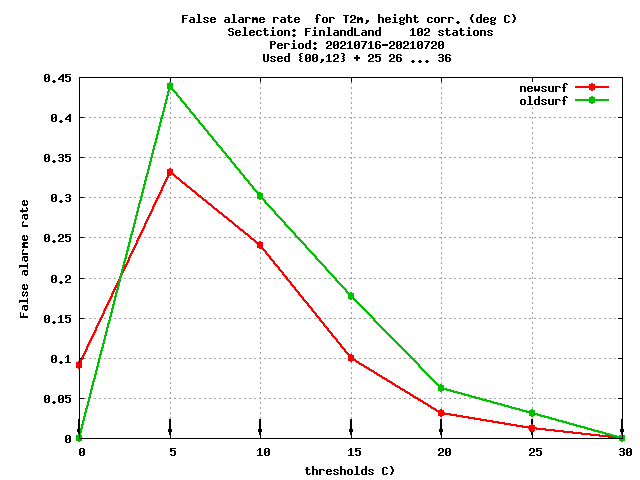 False alarme rate  for T2m, height corr. (deg C)
Selection: FinlandLand    102 stations
Period: 20210716-20210720
Used {00,12} + 25 26 ... 36
newsurf
oldsurf
False alarme rate
0.45
0.4
0.35
0.3
0.25
0.2
0.15
0.1
0.05
0
0 5 10 15 20 25 30
thresholds C)